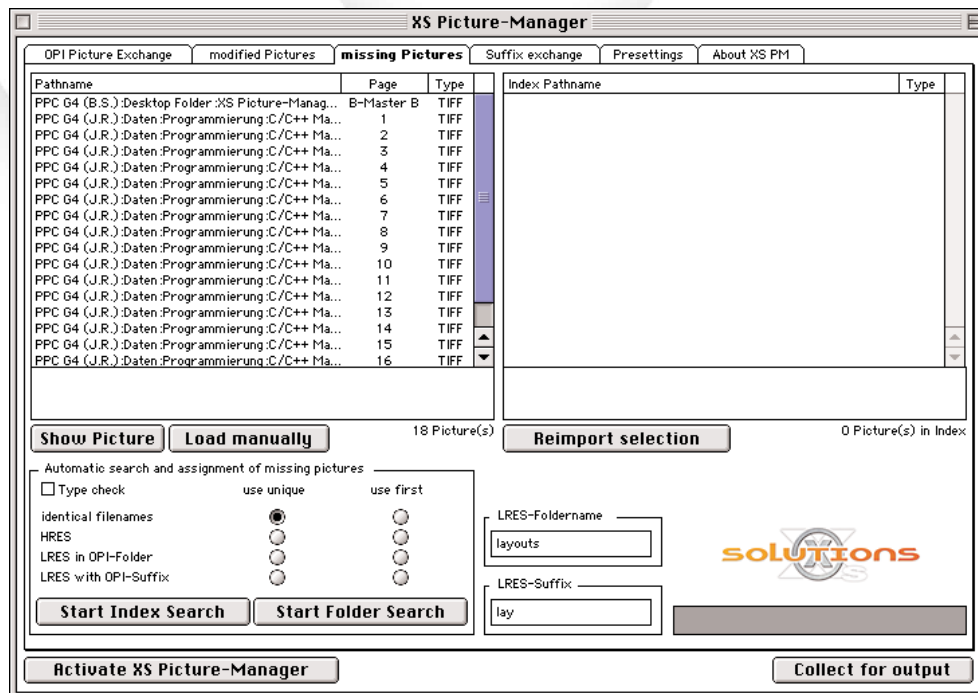 XS Picture-Manager
OPI Picture Exchange modified Pictures missing Pictures Suffix exchange Presettings About XS PM
Pathname Page Type Index Pathname Type
PPC G4 (B.S.):Desktop Folder:XS Picture-Manag... B-Master B TIFF
PPC G4 (J.R.):Daten:Programmierung:C/C++ Ma... 1 TIFF
PPC G4 (J.R.):Daten:Programmierung:C/C++ Ma... 2 TIFF
PPC G4 (J.R.):Daten:Programmierung:C/C++ Ma... 3 TIFF
PPC G4 (J.R.):Daten:Programmierung:C/C++ Ma... 4 TIFF
PPC G4 (J.R.):Daten:Programmierung:C/C++ Ma... 5 TIFF
PPC G4 (J.R.):Daten:Programmierung:C/C++ Ma... 6 TIFF
PPC G4 (J.R.):Daten:Programmierung:C/C++ Ma... 7 TIFF
PPC G4 (J.R.):Daten:Programmierung:C/C++ Ma... 8 TIFF
PPC G4 (J.R.):Daten:Programmierung:C/C++ Ma... 9 TIFF
PPC G4 (J.R.):Daten:Programmierung:C/C++ Ma... 10 TIFF
PPC G4 (J.R.):Daten:Programmierung:C/C++ Ma... 11 TIFF
PPC G4 (J.R.):Daten:Programmierung:C/C++ Ma... 12 TIFF
PPC G4 (J.R.):Daten:Programmierung:C/C++ Ma... 13 TIFF
PPC G4 (J.R.):Daten:Programmierung:C/C++ Ma... 14 TIFF
PPC G4 (J.R.):Daten:Programmierung:C/C++ Ma... 15 TIFF
PPC G4 (J.R.):Daten:Programmierung:C/C++ Ma... 16 TIFF
Show Picture Load manually 18 Picture(s) Reimport selection 0 Picture(s) in Index
Automatic search and assignment of missing pictures
Type check use unique use first
identical filenames
HRES
LRES in OPI-Folder
LRES with OPI-Suffix
Start Index Search Start Folder Search
LRES-Foldername
layouts
LRES-Suffix
lay
solutions
XS
Activate XS Picture-Manager Collect for output